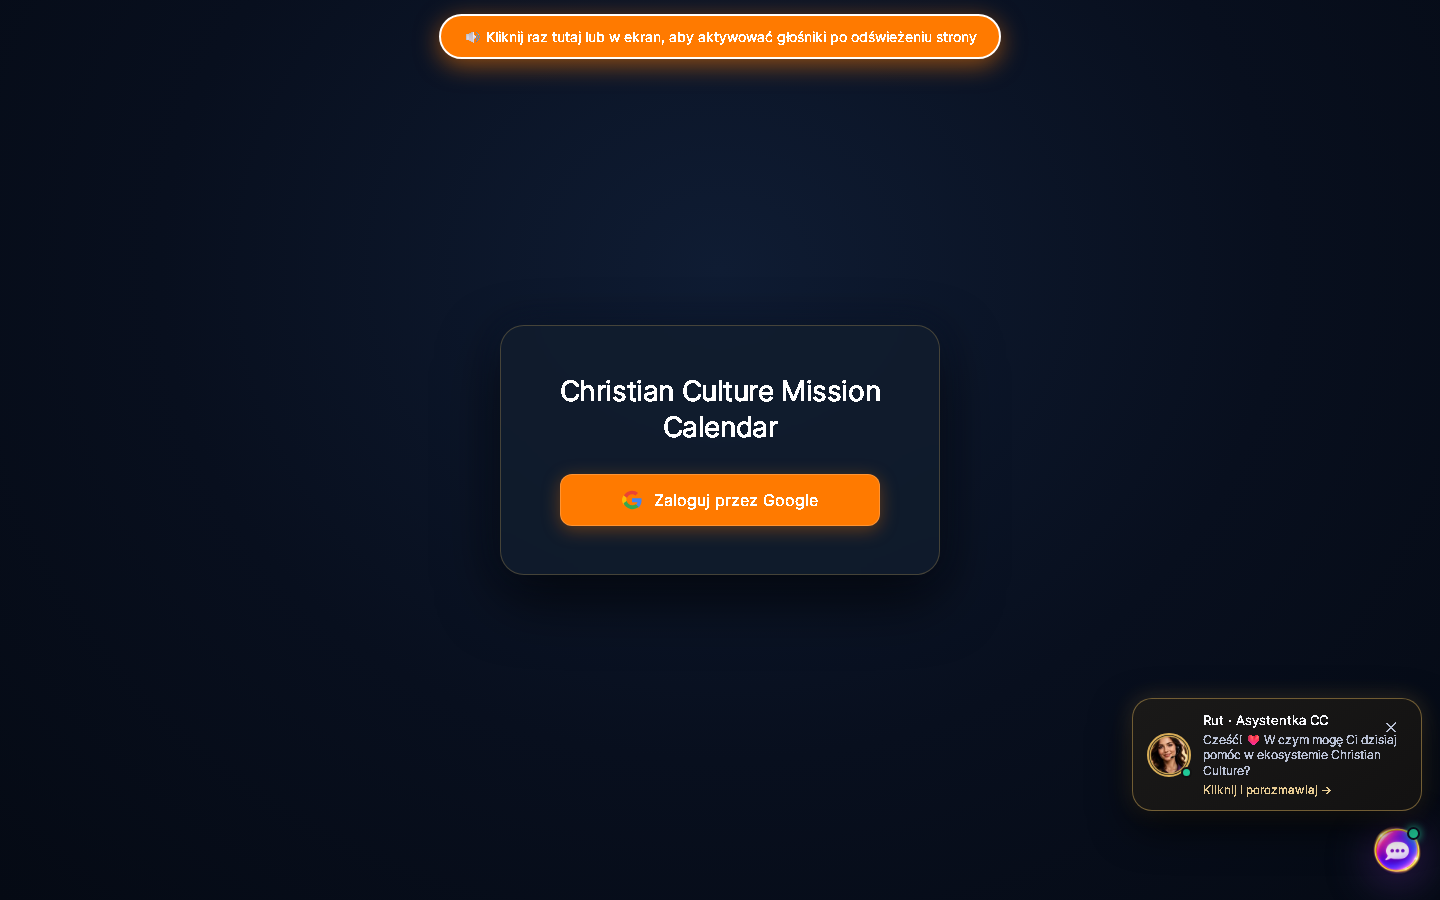 Kliknij raz tutaj lub w ekran, aby aktywować głośniki po odświeżeniu strony
Christian Culture Mission
Calendar
Zaloguj przez Google
Rut · Asystentka CC
Cześć! ❤️ W czym mogę Ci dzisiaj
pomóc w ekosystemie Christian
Culture?
Kliknij i porozmawiaj →